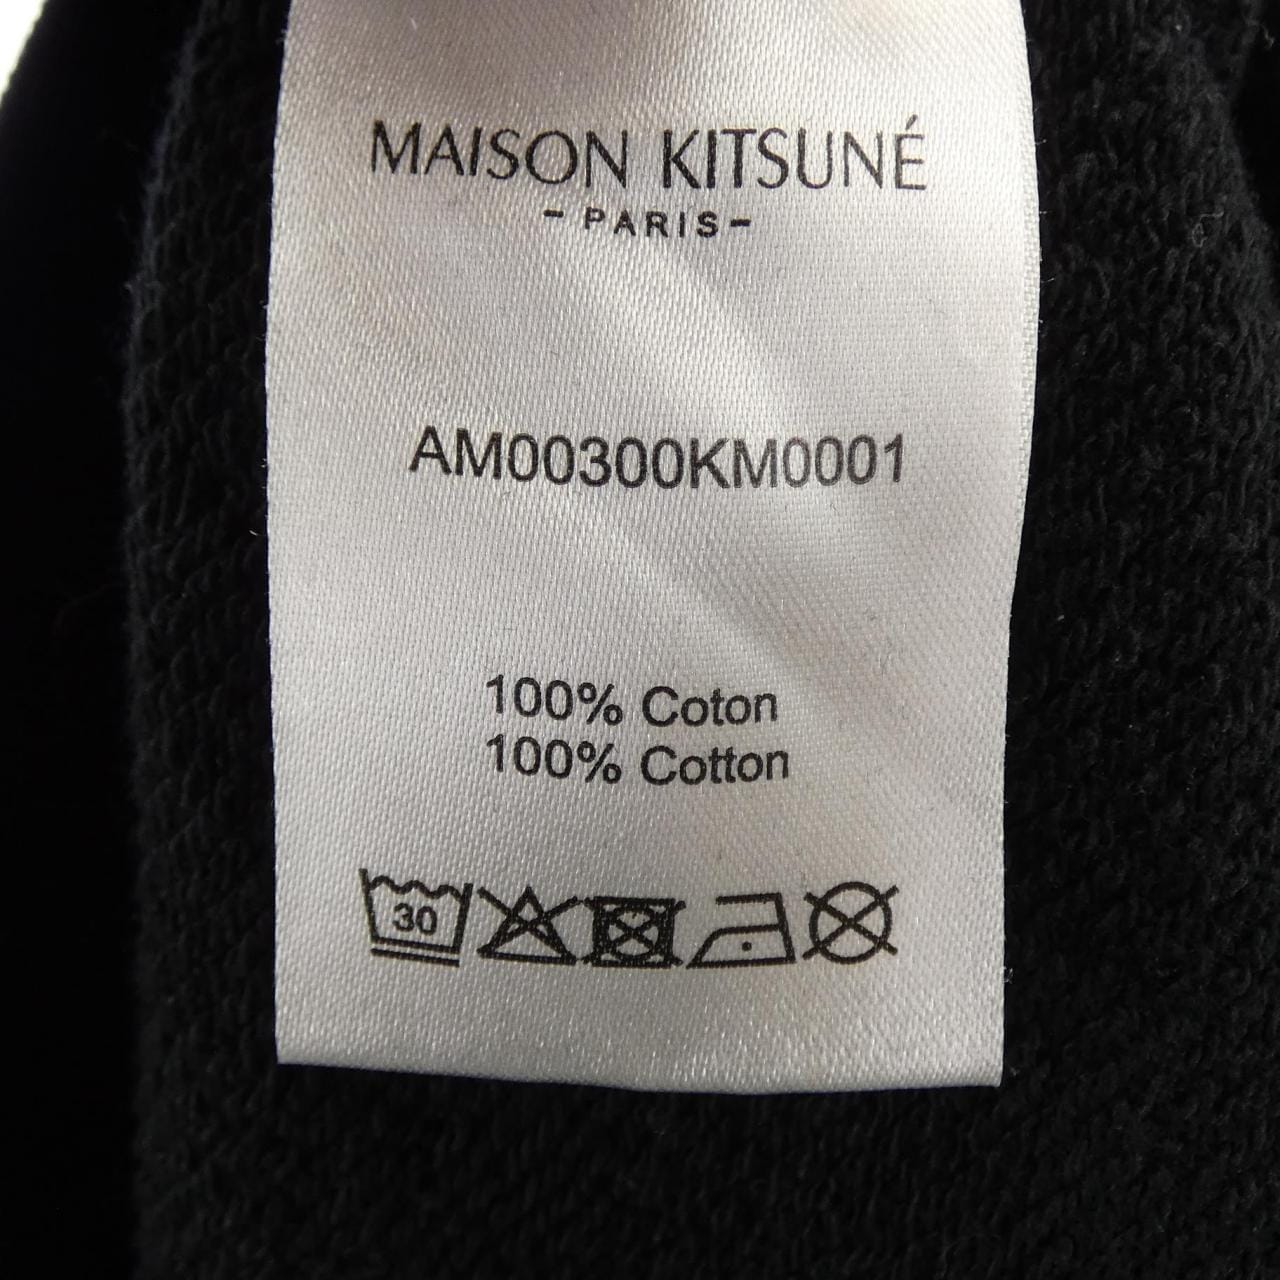 MAISON KITSUNÉ
- PARIS -
AM00300KM0001
100% Coton
100% Cotton
30